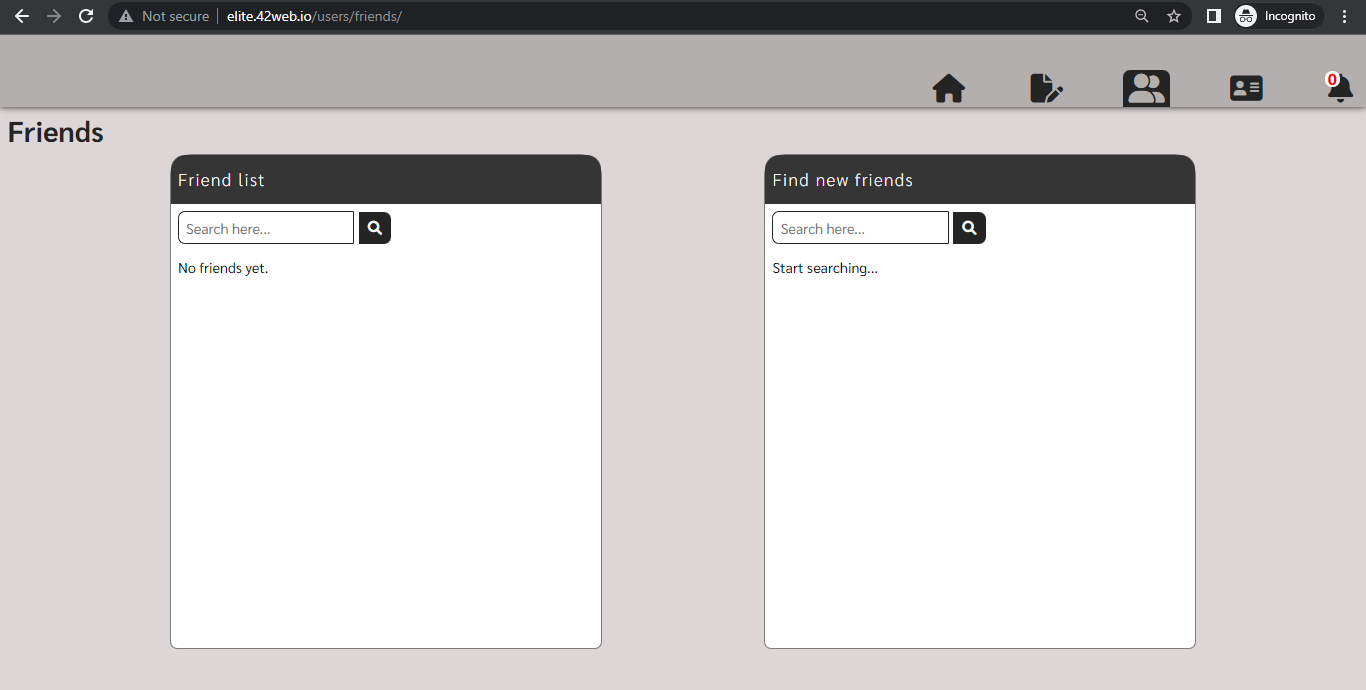 Not secure | elite.42web.io/users/friends/
Incognito
0
Friends
Friend list
Search here...
No friends yet.
Find new friends
Search here...
Start searching...